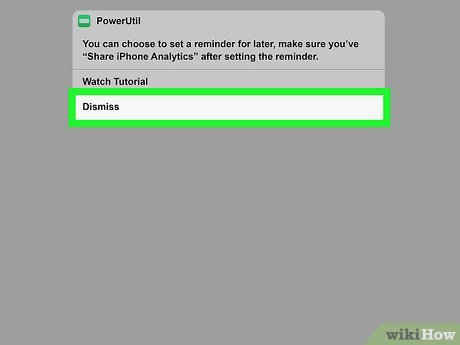 PowerUtil
You can choose to set a reminder for later, make sure you've
“Share iPhone Analytics” after setting the reminder.
Watch Tutorial
Dismiss
wikiHow